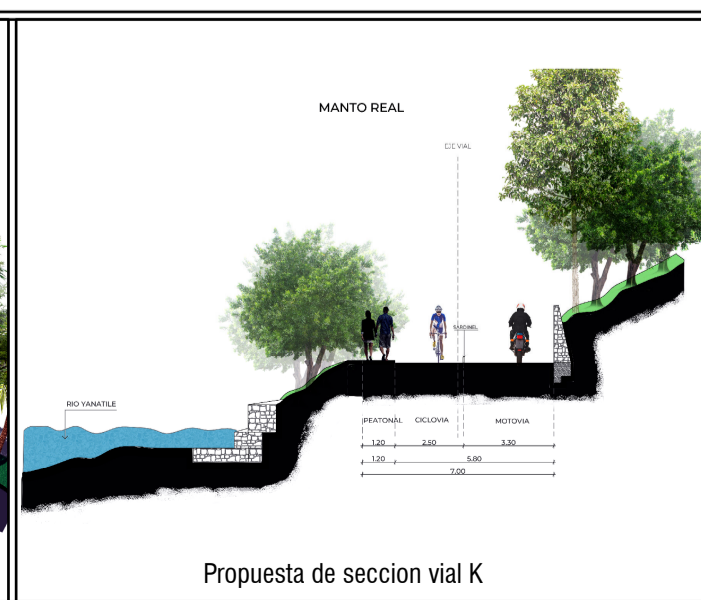 MANTO REAL
EJE VIAL
SARDINEL
RIO YANATILE
PEATONAL CICLOVIA MOTOVIA
1.20 2.50 3.30
1.20 5.80
7.00
Propuesta de seccion vial K